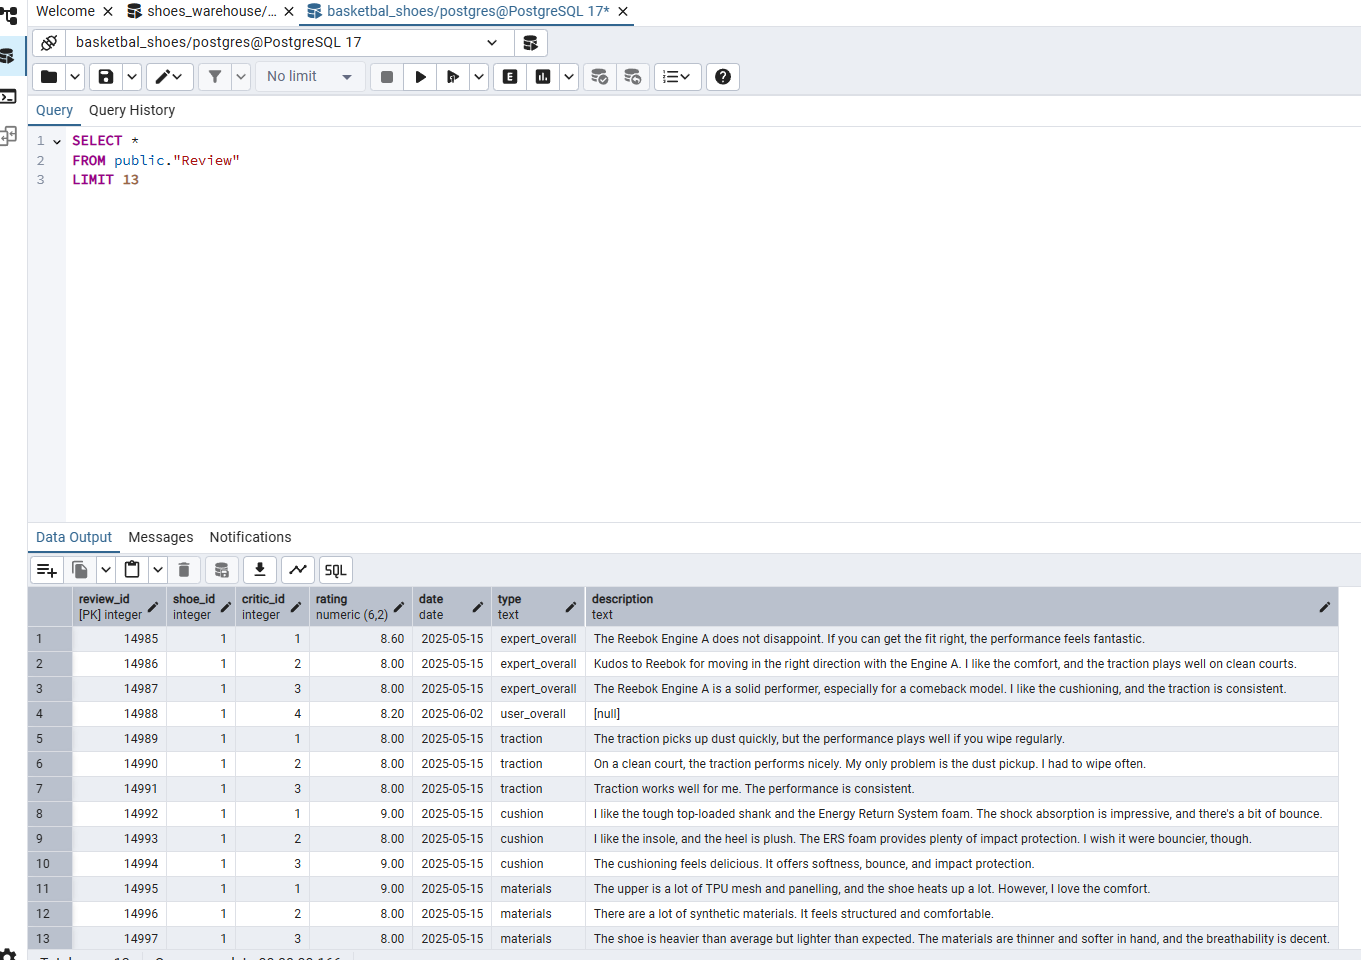 Welcome
shoes_warehouse/...
basketbal_shoes/postgres@PostgreSQL 17*
basketbal_shoes/postgres@PostgreSQL 17
No limit
E
Query Query History
1 SELECT *
2 FROM public."Review"
3 LIMIT 13
Data Output Messages Notifications
SQL
review_id shoe_id critic_id rating date type description
[PK] integer integer integer numeric (6,2) date text text
1 14985 1 1 8.60 2025-05-15 expert_overall The Reebok Engine A does not disappoint. If you can get the fit right, the performance feels fantastic.
2 14986 1 2 8.00 2025-05-15 expert_overall Kudos to Reebok for moving in the right direction with the Engine A. I like the comfort, and the traction plays well on clean courts.
3 14987 1 3 8.00 2025-05-15 expert_overall The Reebok Engine A is a solid performer, especially for a comeback model. I like the cushioning, and the traction is consistent.
4 14988 1 4 8.20 2025-06-02 user_overall [null]
5 14989 1 1 8.00 2025-05-15 traction The traction picks up dust quickly, but the performance plays well if you wipe regularly.
6 14990 1 2 8.00 2025-05-15 traction On a clean court, the traction performs nicely. My only problem is the dust pickup. I had to wipe often.
7 14991 1 3 8.00 2025-05-15 traction Traction works well for me. The performance is consistent.
8 14992 1 1 9.00 2025-05-15 cushion I like the tough top-loaded shank and the Energy Return System foam. The shock absorption is impressive, and there's a bit of bounce.
9 14993 1 2 8.00 2025-05-15 cushion I like the insole, and the heel is plush. The ERS foam provides plenty of impact protection. I wish it were bouncier, though.
10 14994 1 3 9.00 2025-05-15 cushion The cushioning feels delicious. It offers softness, bounce, and impact protection.
11 14995 1 1 9.00 2025-05-15 materials The upper is a lot of TPU mesh and panelling, and the shoe heats up a lot. However, I love the comfort.
12 14996 1 2 8.00 2025-05-15 materials There are a lot of synthetic materials. It feels structured and comfortable.
13 14997 1 3 8.00 2025-05-15 materials The shoe is heavier than average but lighter than expected. The materials are thinner and softer in hand, and the breathability is decent.